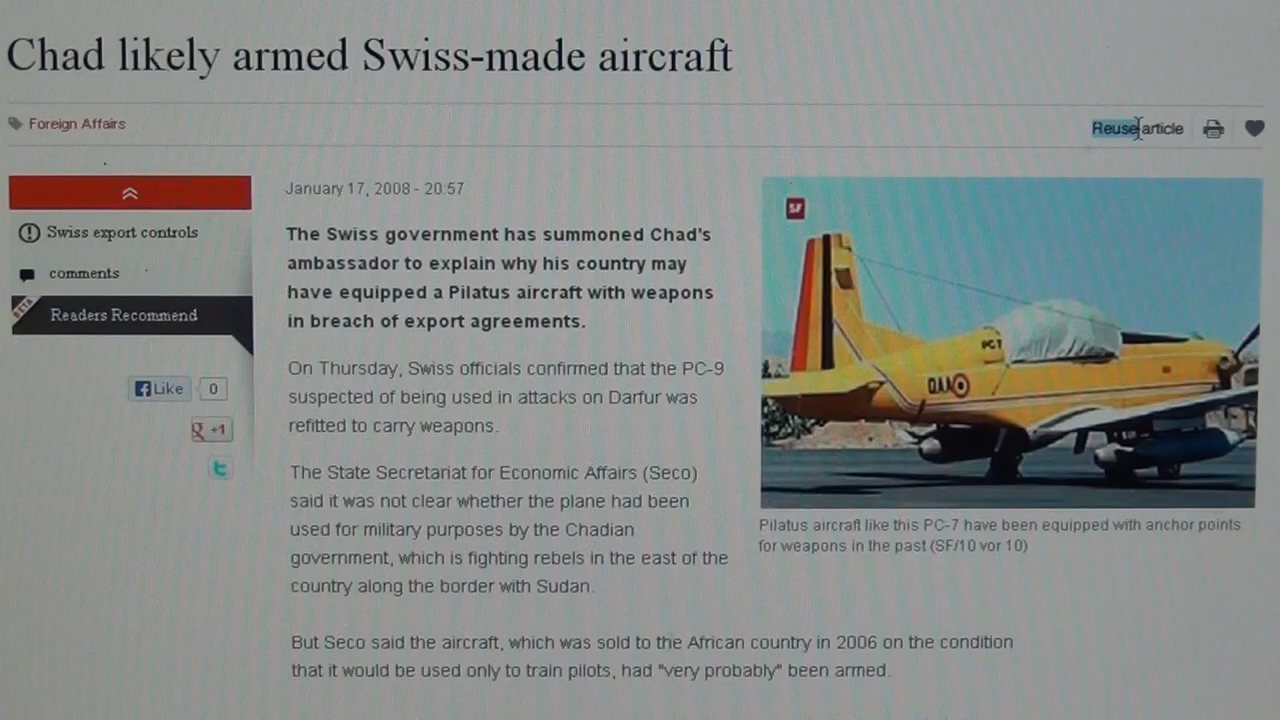 Chad likely armed Swiss-made aircraft
Foreign Affairs
Reuse article
Swiss export controls
comments
BETA
Readers Recommend
Like
0
+1
January 17, 2008 - 20:57
The Swiss government has summoned Chad's
ambassador to explain why his country may
have equipped a Pilatus aircraft with weapons
in breach of export agreements.
On Thursday, Swiss officials confirmed that the PC-9
suspected of being used in attacks on Darfur was
refitted to carry weapons.
The State Secretariat for Economic Affairs (Seco)
said it was not clear whether the plane had been
used for military purposes by the Chadian
government, which is fighting rebels in the east of the
country along the border with Sudan.
But Seco said the aircraft, which was sold to the African country in 2006 on the condition
that it would be used only to train pilots, had "very probably" been armed.
SF
PC 7
QAA
Pilatus aircraft like this PC-7 have been equipped with anchor points
for weapons in the past (SF/10 vor 10)